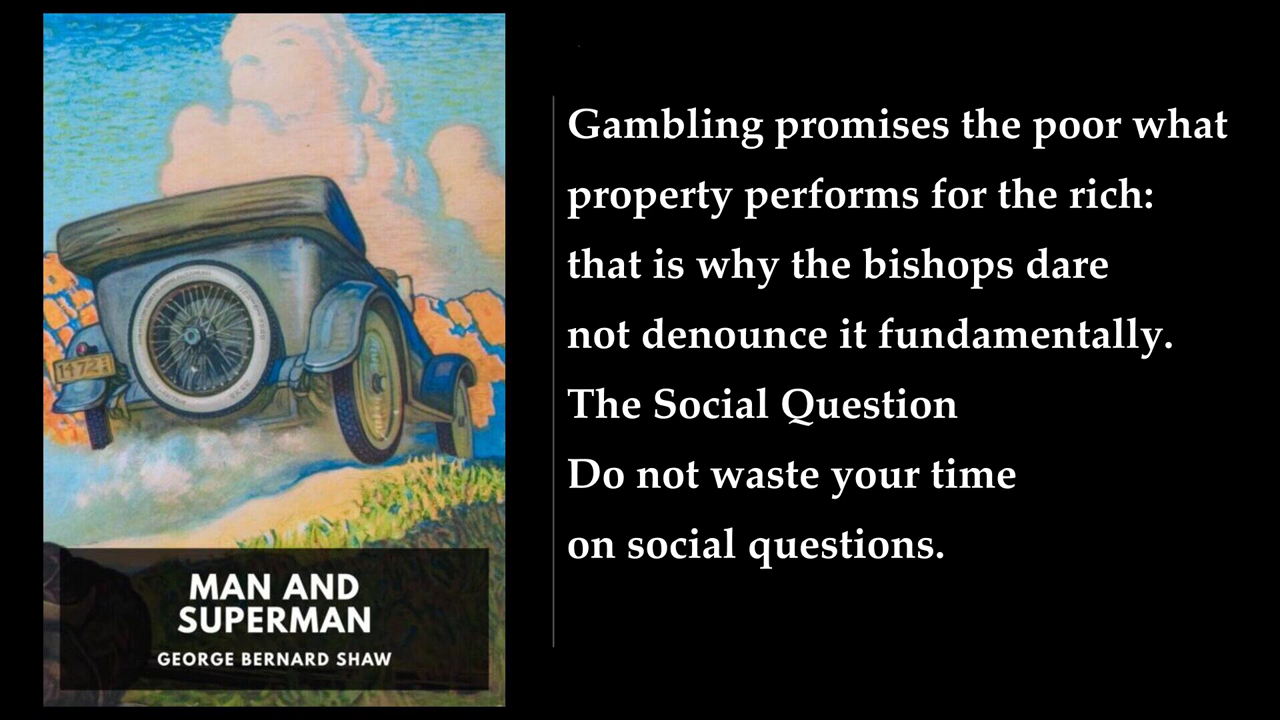 1472
MAN AND
SUPERMAN
GEORGE BERNARD SHAW
Gambling promises the poor what
property performs for the rich:
that is why the bishops dare
not denounce it fundamentally.
The Social Question
Do not waste your time
on social questions.